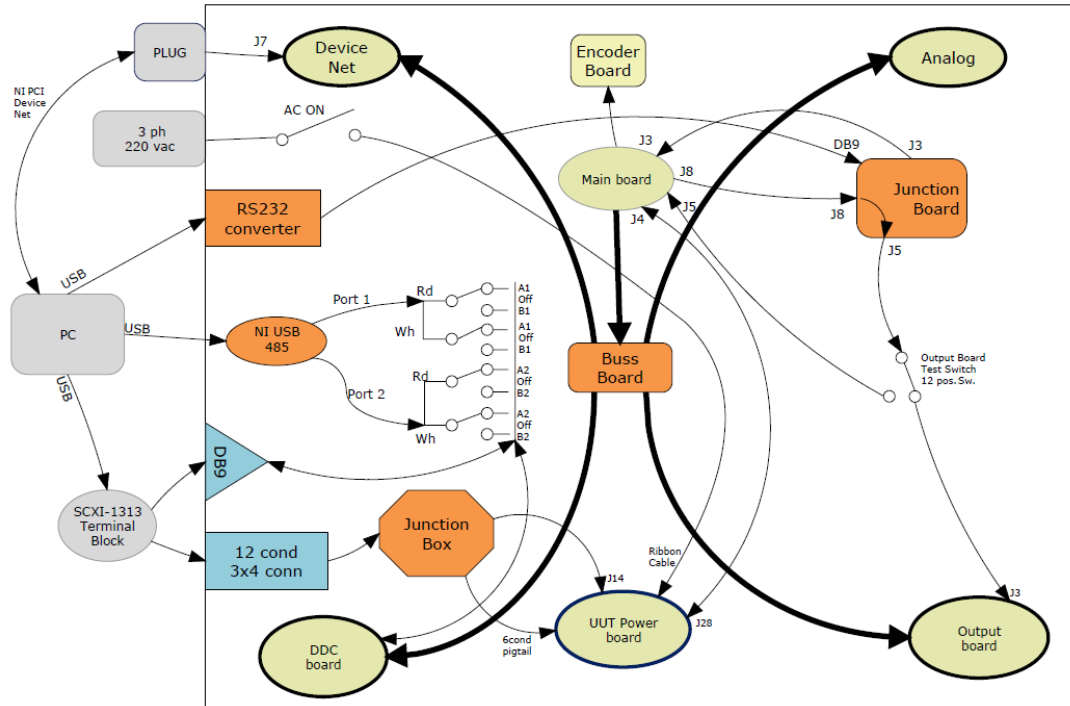 PLUG
J7
Device
Net
Encoder
Board
Analog
NI PCI
Device
Net
3 ph
220 vac
AC ON
J3
DB9
J3
Main board
J8
Junction
Board
J5
J4
J8
J5
RS232
converter
USB
PC
USB
NI USB
485
Port 1
Rd
Wh
A1
Off
B1
A1
Off
B1
Buss
Board
Output Board
Test Switch
12 pos. Sw.
USB
Port 2
Rd
Wh
A2
Off
B2
A2
Off
B2
DB9
SCXI-1313
Terminal
Block
12 cond
3x4 conn
Junction
Box
Ribbon
Cable
J14
J28
J3
6cond
pigtail
UUT Power
board
DDC
board
Output
board